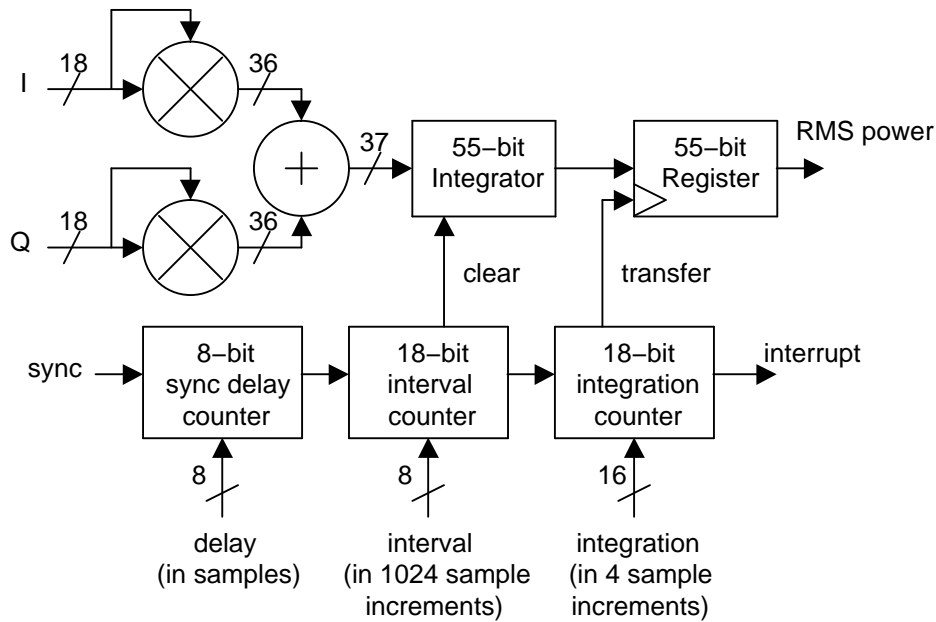 I
18
36
Q
18
36
+
37
55−bit
Integrator
55−bit
Register
RMS power
clear
transfer
sync
8−bit
sync delay
counter
18−bit
interval
counter
18−bit
integration
counter
interrupt
8
8
16
delay
(in samples)
interval
(in 1024 sample
increments)
integration
(in 4 sample
increments)